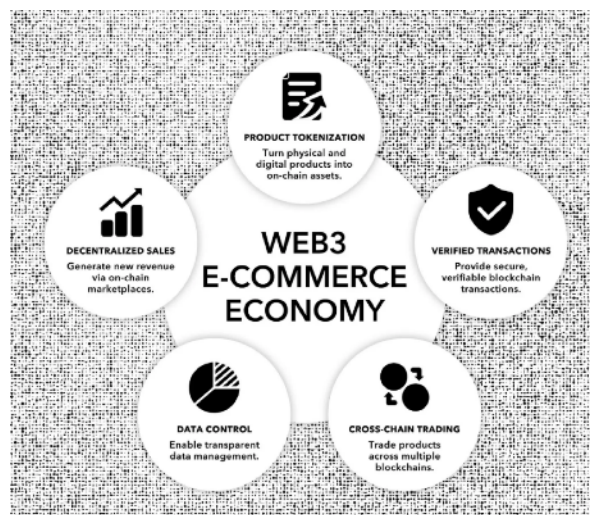 PRODUCT TOKENIZATION
Turn physical and
digital products into
on-chain assets.
DECENTRALIZED SALES
Generate new revenue
via on-chain
marketplaces.
WEB3
E-COMMERCE
ECONOMY
VERIFIED TRANSACTIONS
Provide secure,
verifiable blockchain
transactions.
DATA CONTROL
Enable transparent
data management.
CROSS-CHAIN TRADING
Trade products
across multiple
blockchains.